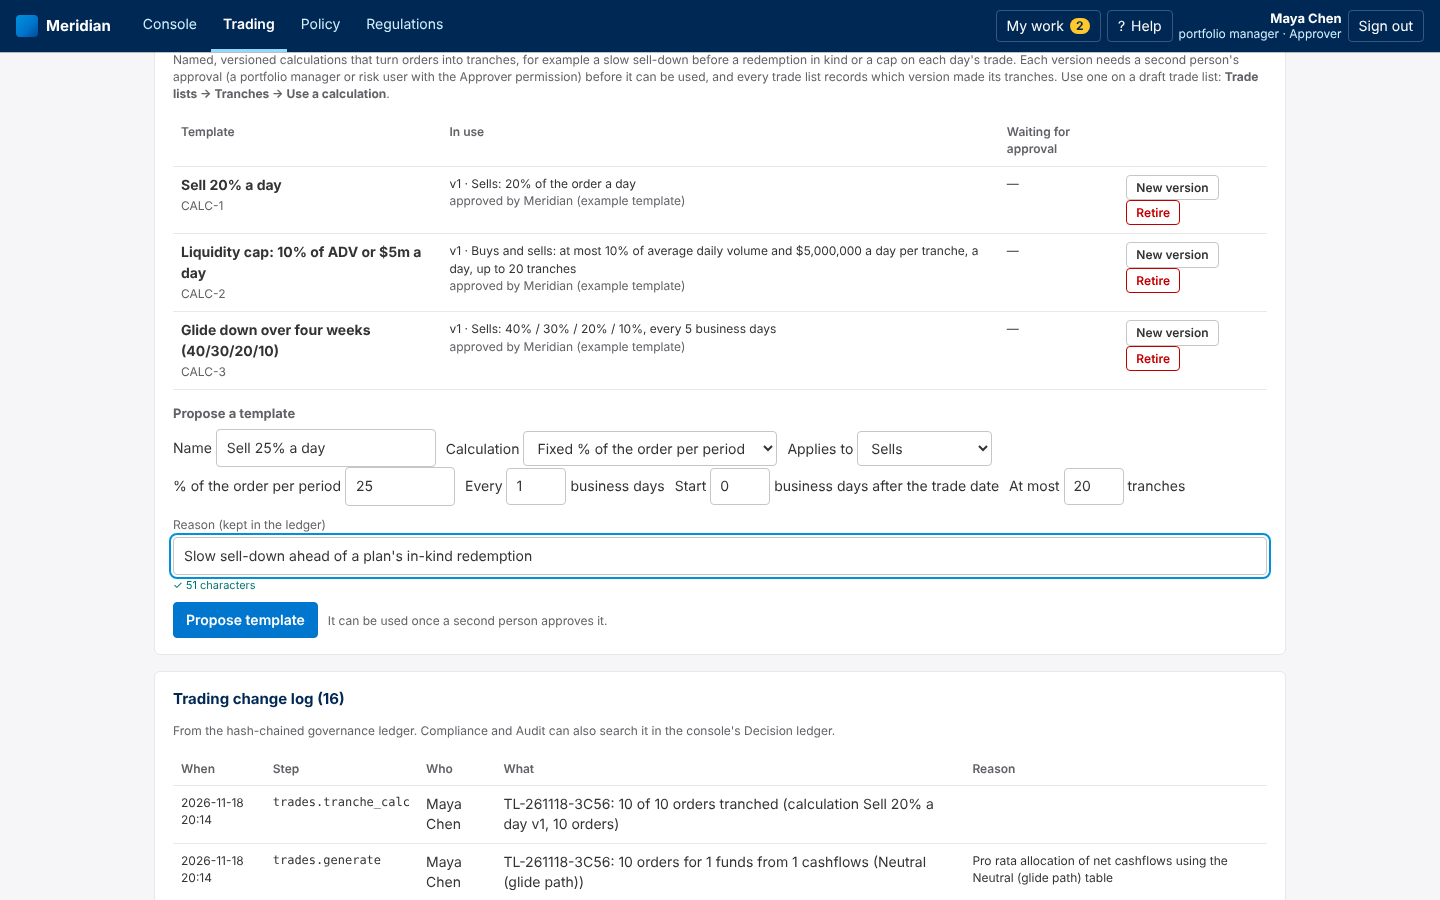 Meridian
Console
Trading
Policy
Regulations
My work 2
? Help
Maya Chen
portfolio manager · Approver
Sign out
Named, versioned calculations that turn orders into tranches, for example a slow sell-down before a redemption in kind or a cap on each day's trade. Each version needs a second person's
approval (a portfolio manager or risk user with the Approver permission) before it can be used, and every trade list records which version made its tranches. Use one on a draft trade list: Trade
lists → Tranches → Use a calculation.
Template
In use
Waiting for
approval
Sell 20% a day
CALC-1
v1 · Sells: 20% of the order a day
approved by Meridian (example template)
—
New version
Retire
Liquidity cap: 10% of ADV or $5m a
day
CALC-2
v1 · Buys and sells: at most 10% of average daily volume and $5,000,000 a day per tranche, a
day, up to 20 tranches
approved by Meridian (example template)
—
New version
Retire
Glide down over four weeks
(40/30/20/10)
CALC-3
v1 · Sells: 40% / 30% / 20% / 10%, every 5 business days
approved by Meridian (example template)
—
New version
Retire
Propose a template
Name Sell 25% a day Calculation Fixed % of the order per period Applies to Sells
% of the order per period 25 Every 1 business days Start 0 business days after the trade date At most 20 tranches
Reason (kept in the ledger)
Slow sell-down ahead of a plan's in-kind redemption
✓ 51 characters
Propose template It can be used once a second person approves it.
Trading change log (16)
From the hash-chained governance ledger. Compliance and Audit can also search it in the console's Decision ledger.
When
Step
Who
What
Reason
2026-11-18
20:14
trades.tranche_calc
Maya
Chen
TL-261118-3C56: 10 of 10 orders tranched (calculation Sell 20% a
day v1, 10 orders)
2026-11-18
20:14
trades.generate
Maya
Chen
TL-261118-3C56: 10 orders for 1 funds from 1 cashflows (Neutral
(glide path))
Pro rata allocation of net cashflows using the
Neutral (glide path) table